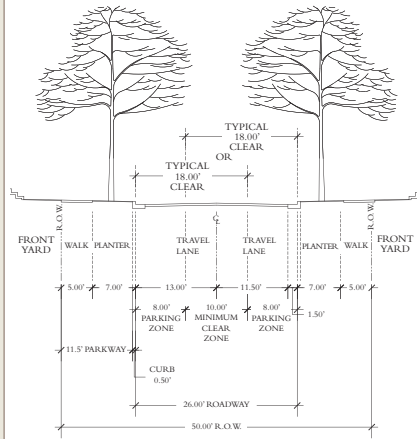 TYPICAL
18.00'
CLEAR
OR
TYPICAL
18.00'
CLEAR
R.O.W.
℄
R.O.W.
FRONT
YARD
WALK
PLANTER
TRAVEL
LANE
TRAVEL
LANE
PLANTER
WALK
FRONT
YARD
5.00'
7.00'
13.00'
11.50'
7.00'
5.00'
8.00'
PARKING
ZONE
10.00'
MINIMUM
CLEAR
ZONE
8.00'
PARKING
ZONE
1.50'
11.5' PARKWAY
CURB
0.50'
26.00' ROADWAY
50.00' R.O.W.